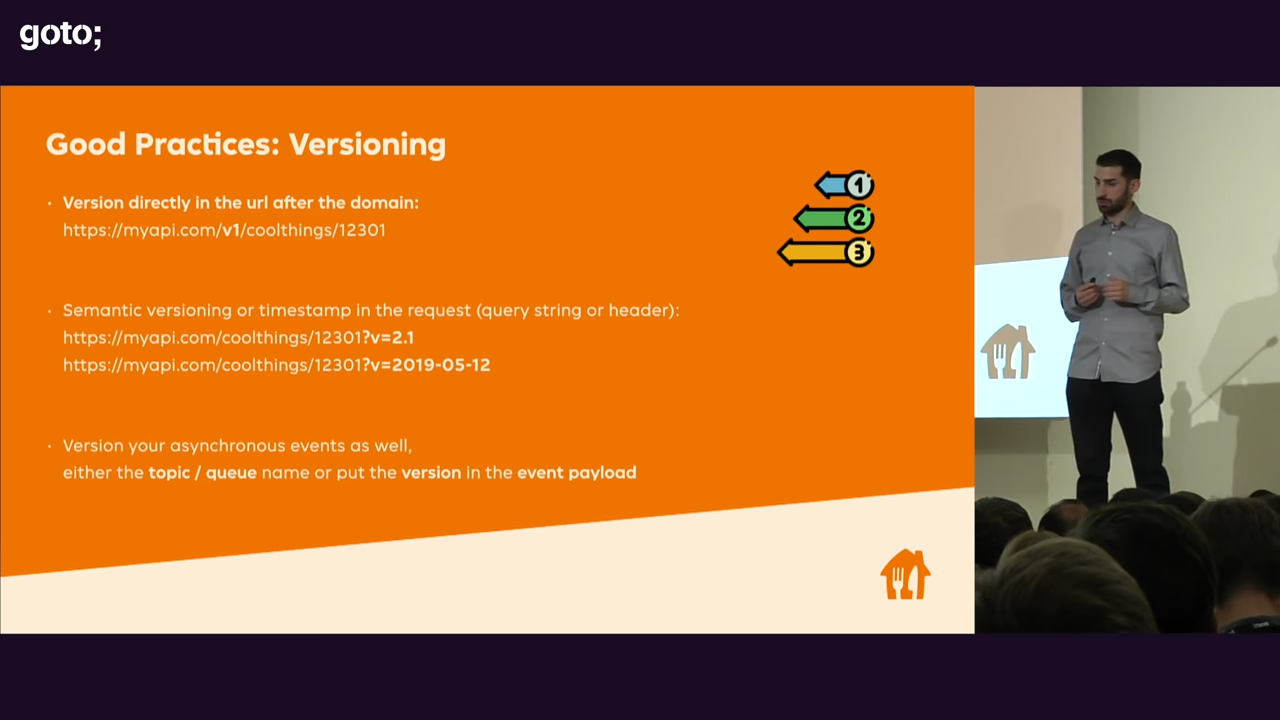 goto;
Good Practices: Versioning
· Version directly in the url after the domain:
https://myapi.com/v1/coolthings/12301
1
2
3
· Semantic versioning or timestamp in the request (query string or header):
https://myapi.com/coolthings/12301?v=2.1
https://myapi.com/coolthings/12301?v=2019-05-12
· Version your asynchronous events as well,
either the topic / queue name or put the version in the event payload